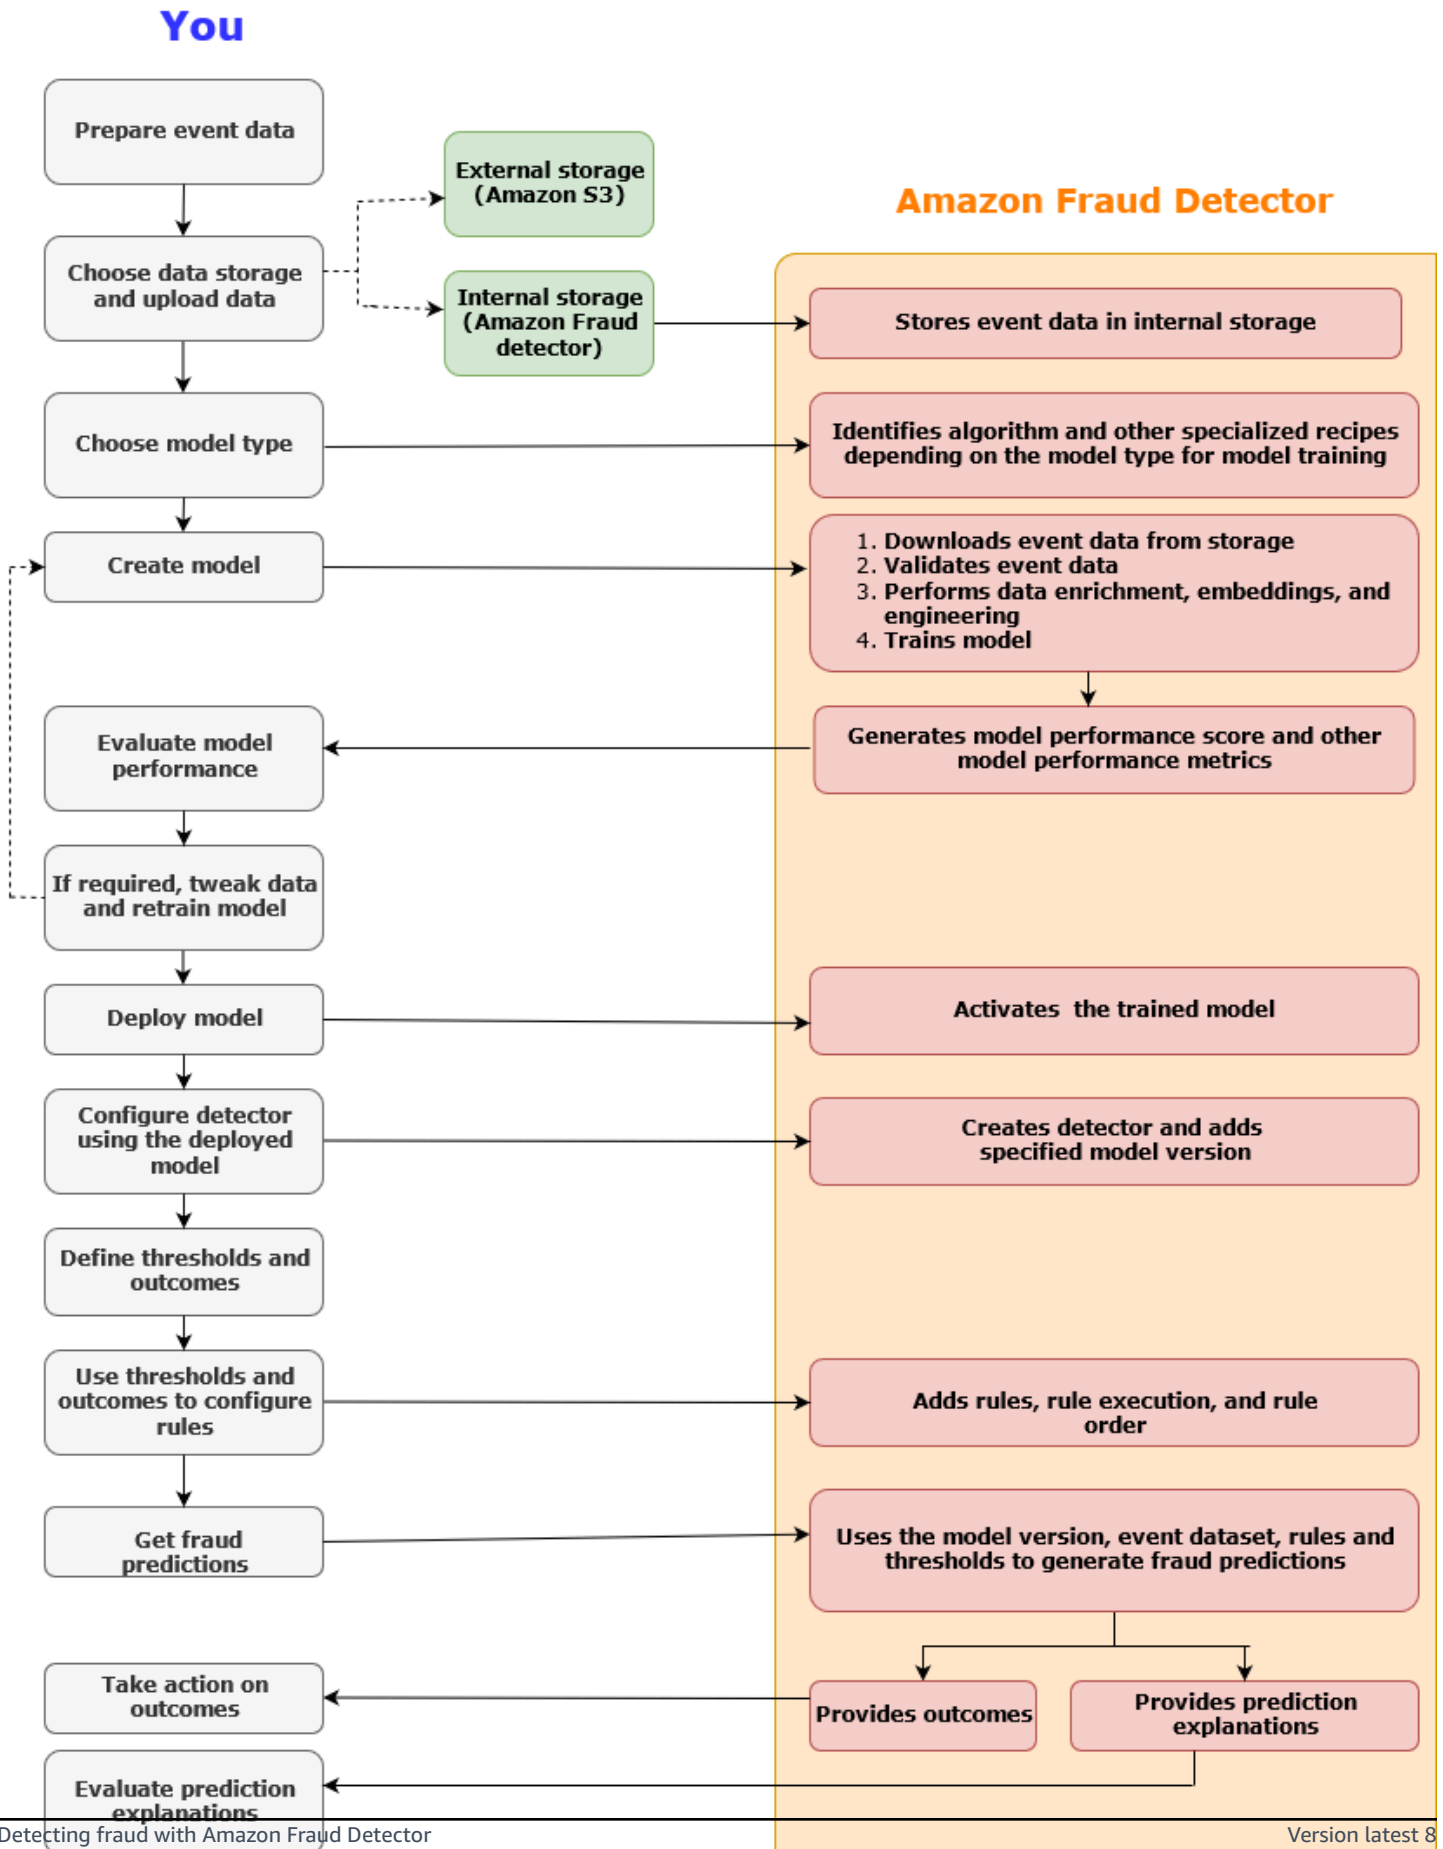 You
Prepare event data
External storage
(Amazon S3)
Amazon Fraud Detector
Choose data storage
and upload data
Internal storage
(Amazon Fraud
detector)
Stores event data in internal storage
Choose model type
Identifies algorithm and other specialized recipes
depending on the model type for model training
Create model
1. Downloads event data from storage
2. Validates event data
3. Performs data enrichment, embeddings, and
engineering
4. Trains model
Evaluate model
performance
Generates model performance score and other
model performance metrics
If required, tweak data
and retrain model
Deploy model
Activates the trained model
Configure detector
using the deployed
model
Creates detector and adds
specified model version
Define thresholds and
outcomes
Use thresholds and
outcomes to configure
rules
Adds rules, rule execution, and rule
order
Get fraud
predictions
Uses the model version, event dataset, rules and
thresholds to generate fraud predictions
Take action on
outcomes
Provides outcomes
Provides prediction
explanations
Evaluate prediction
explanations
Detecting fraud with Amazon Fraud Detector
Version latest 8